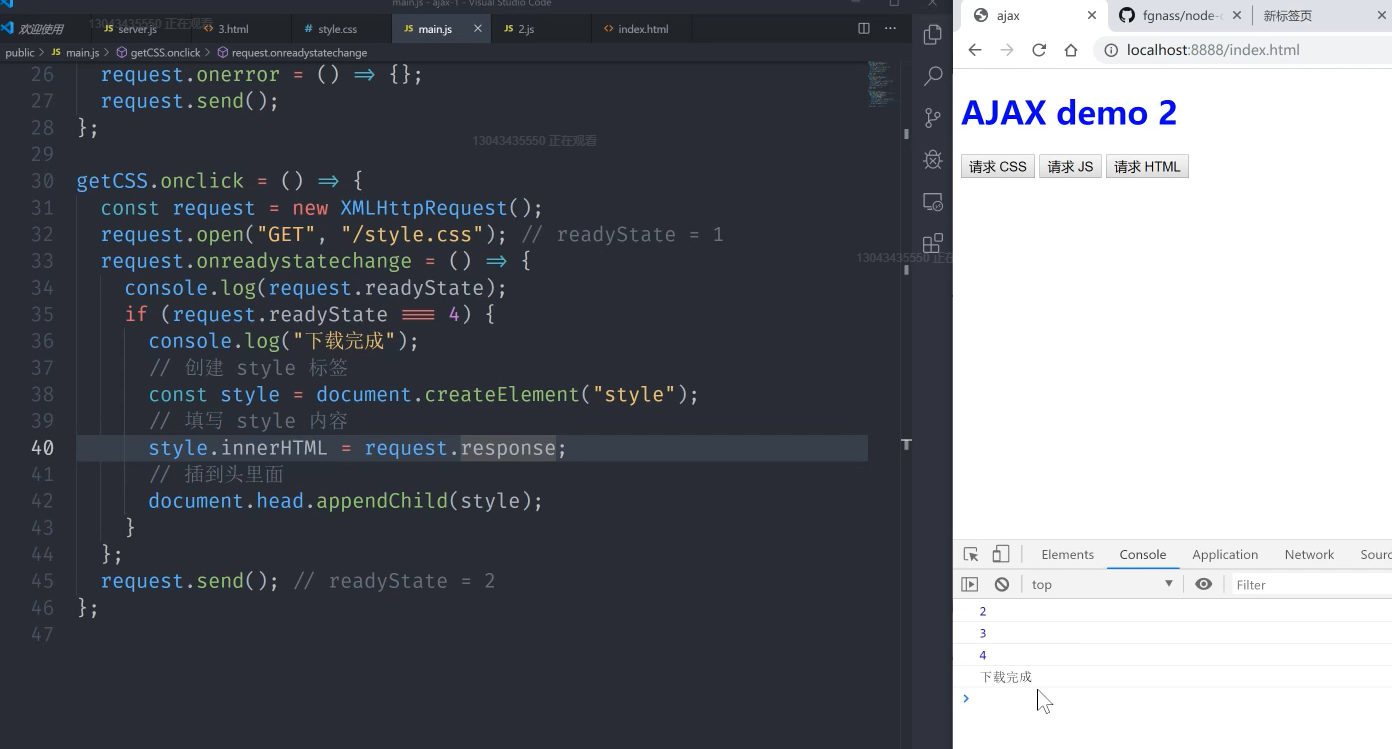 main.js - ajax-1 - Visual Studio Code
欢迎使用
JS server.js
<> 3.html
# style.css
JS main.js ×
JS 2.js
<> index.html
13043435550 正在观看
public > JS main.js > getCSS.onclick > request.onreadystatechange
26 request.onerror = () => {};
27 request.send();
28 };
13043435550 正在观看
29
30 getCSS.onclick = () => {
31 const request = new XMLHttpRequest();
32 request.open("GET", "/style.css"); // readyState = 1
33 request.onreadystatechange = () => {
13043435550 正在
34 console.log(request.readyState);
35 if (request.readyState === 4) {
36 console.log("下载完成");
37 // 创建 style 标签
38 const style = document.createElement("style");
39 // 填写 style 内容
40 style.innerHTML = request.response;
41 // 插到头里面
42 document.head.appendChild(style);
43 }
44 };
45 request.send(); // readyState = 2
46 };
47
ajax
fgnass/node-
新标签页
localhost:8888/index.html
AJAX demo 2
请求 CSS 请求 JS 请求 HTML
Elements Console Application Network Sourc
top Filter
2
3
4
下载完成
>